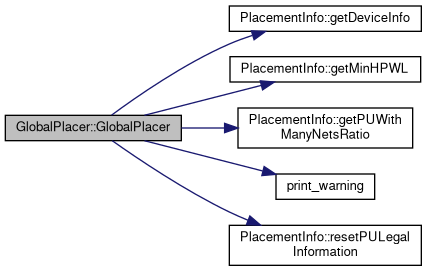 PlacementInfo::getDeviceInfo
PlacementInfo::getMinHPWL
GlobalPlacer::GlobalPlacer
PlacementInfo::getPUWith
ManyNetsRatio
print_warning
PlacementInfo::resetPULegal
Information